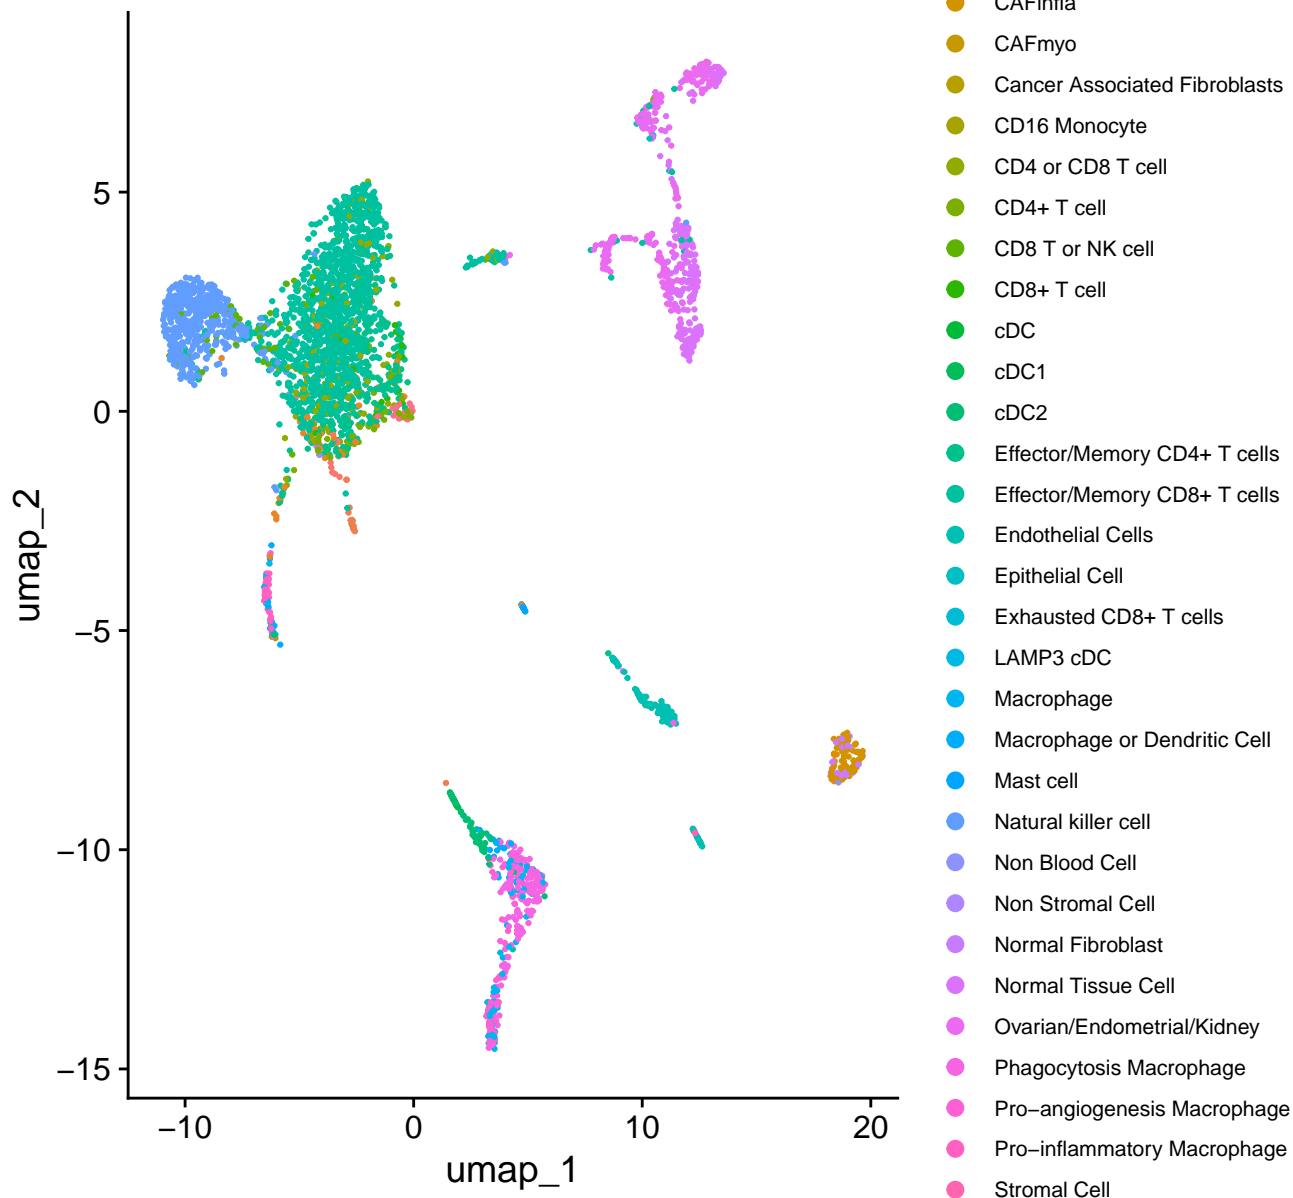 CAFinfla
CAFmyo
Cancer Associated Fibroblasts
CD16 Monocyte
CD4 or CD8 T cell
CD4+ T cell
CD8 T or NK cell
CD8+ T cell
cDC
cDC1
cDC2
Effector/Memory CD4+ T cells
Effector/Memory CD8+ T cells
Endothelial Cells
Epithelial Cell
Exhausted CD8+ T cells
LAMP3 cDC
Macrophage
Macrophage or Dendritic Cell
Mast cell
Natural killer cell
Non Blood Cell
Non Stromal Cell
Normal Fibroblast
Normal Tissue Cell
Ovarian/Endometrial/Kidney
Phagocytosis Macrophage
Pro−angiogenesis Macrophage
Pro−inflammatory Macrophage
Stromal Cell
5
0
−5
−10
−15
umap_2
−10 0 10 20
umap_1